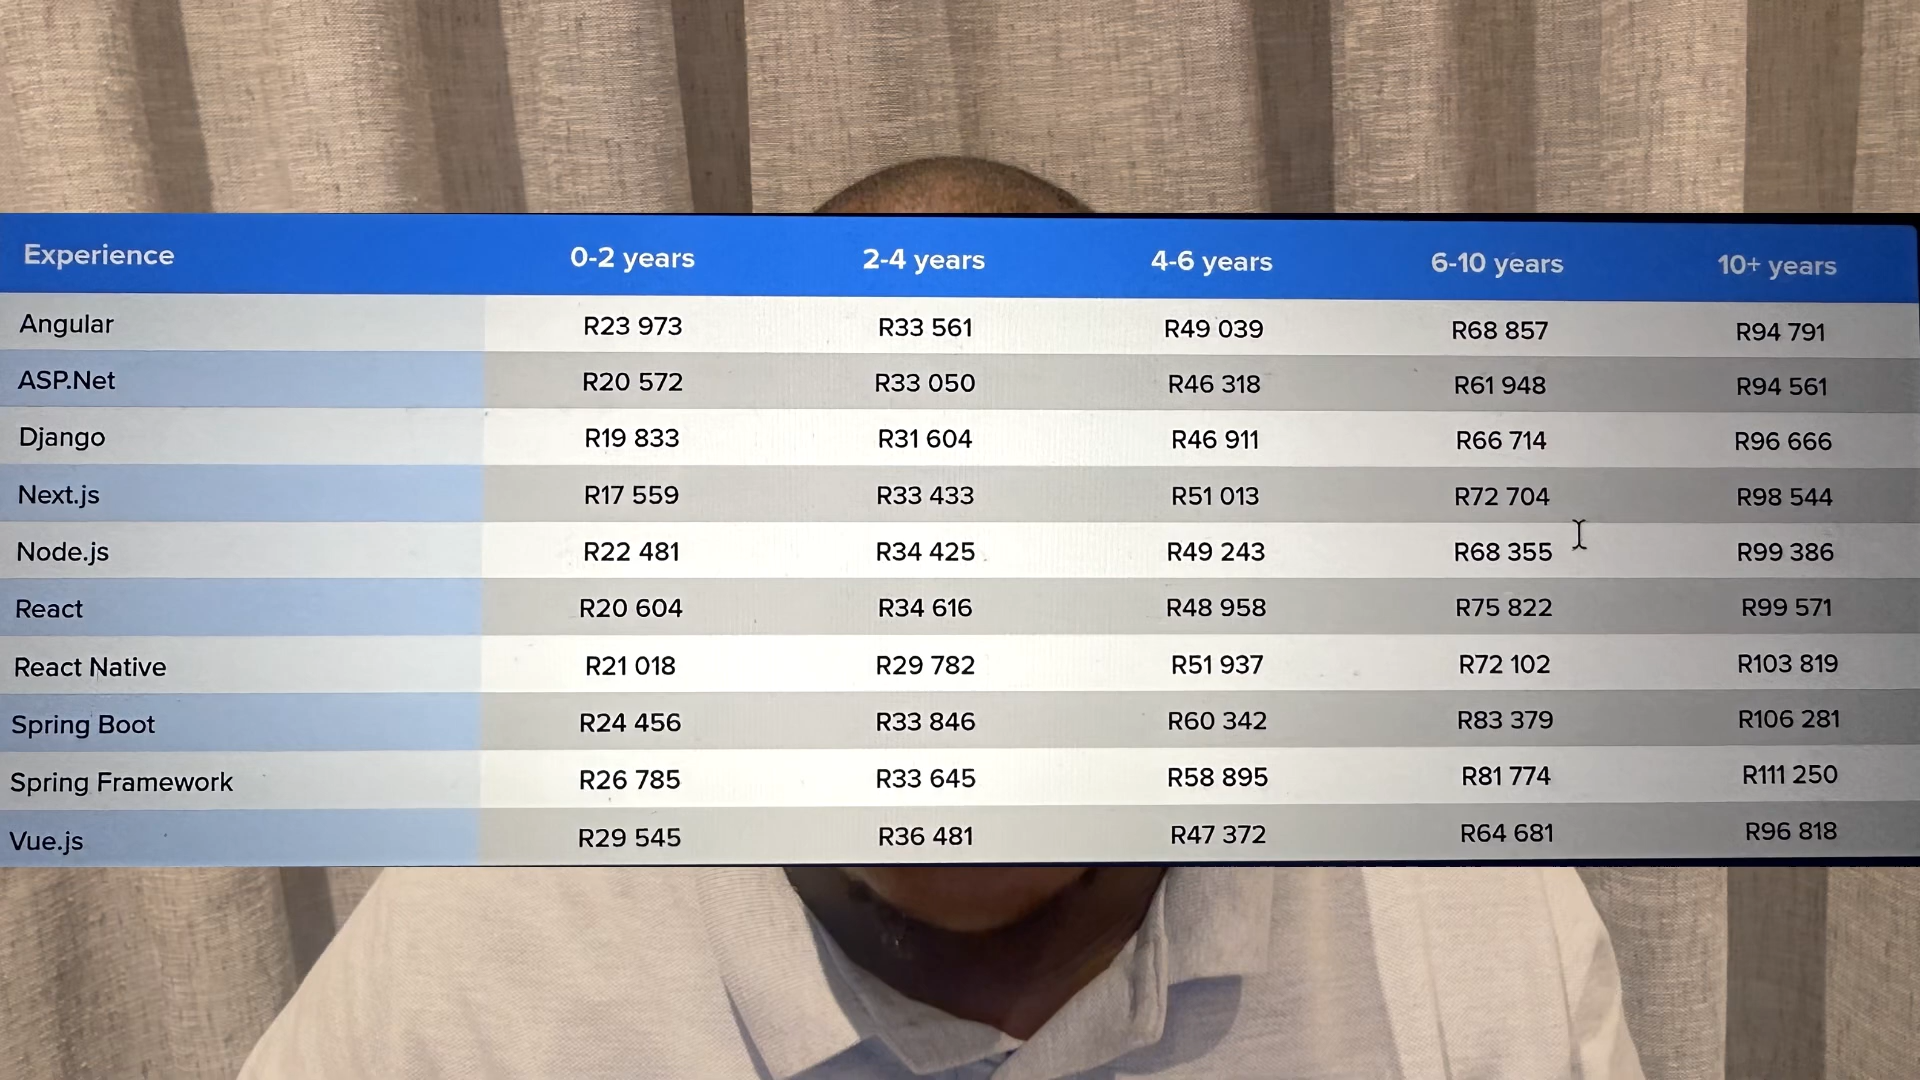 Experience 0-2 years 2-4 years 4-6 years 6-10 years 10+ years
Angular R23 973 R33 561 R49 039 R68 857 R94 791
ASP.Net R20 572 R33 050 R46 318 R61 948 R94 561
Django R19 833 R31 604 R46 911 R66 714 R96 666
Next.js R17 559 R33 433 R51 013 R72 704 R98 544
Node.js R22 481 R34 425 R49 243 R68 355 R99 386
React R20 604 R34 616 R48 958 R75 822 R99 571
React Native R21 018 R29 782 R51 937 R72 102 R103 819
Spring Boot R24 456 R33 846 R60 342 R83 379 R106 281
Spring Framework R26 785 R33 645 R58 895 R81 774 R111 250
Vue.js R29 545 R36 481 R47 372 R64 681 R96 818